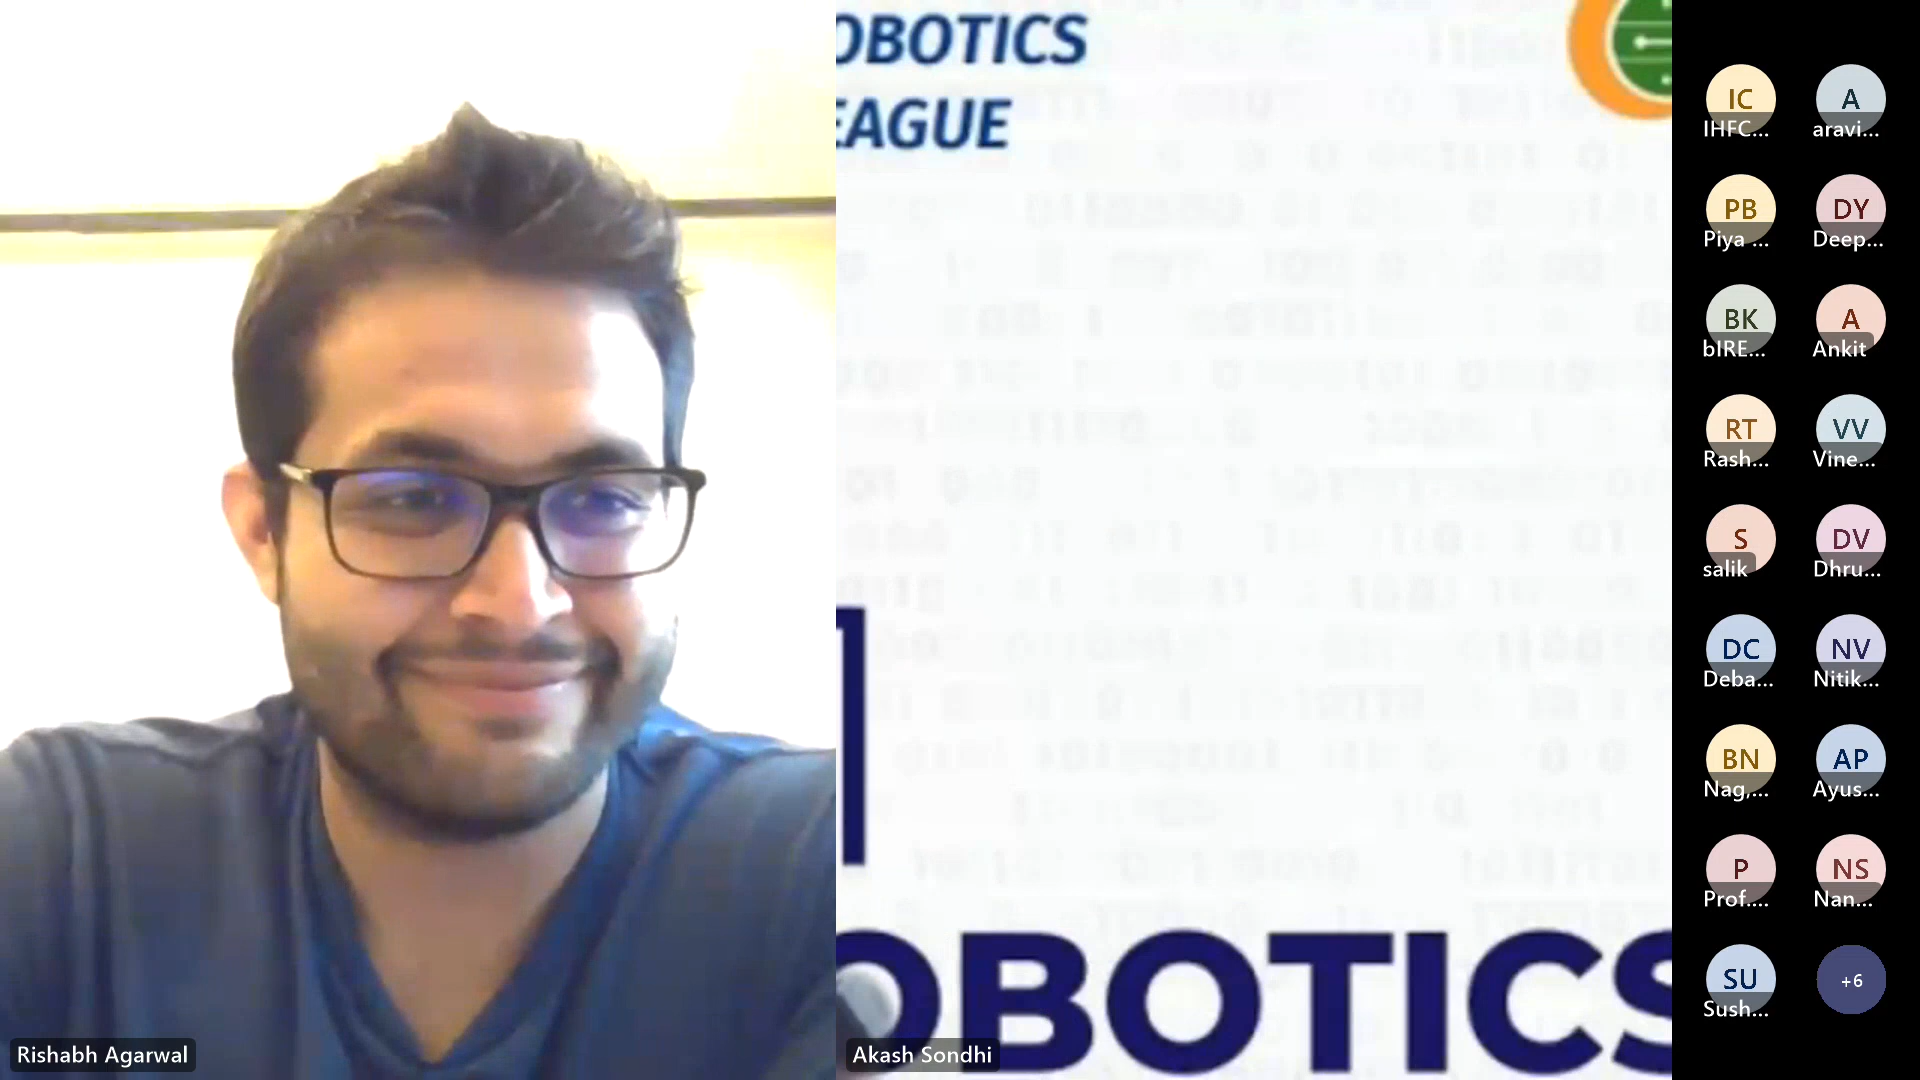 OBOTICS
EAGUE
OBOTICS
Rishabh Agarwal
Akash Sondhi
IC
IHFC...
A
aravi...
PB
Piya ...
DY
Deep...
BK
bIRE...
A
Ankit
RT
Rash...
VV
Vine...
S
salik
DV
Dhru...
DC
Deba...
NV
Nitik...
BN
Nag,...
AP
Ayus...
P
Prof....
NS
Nan...
SU
Sush...
+6